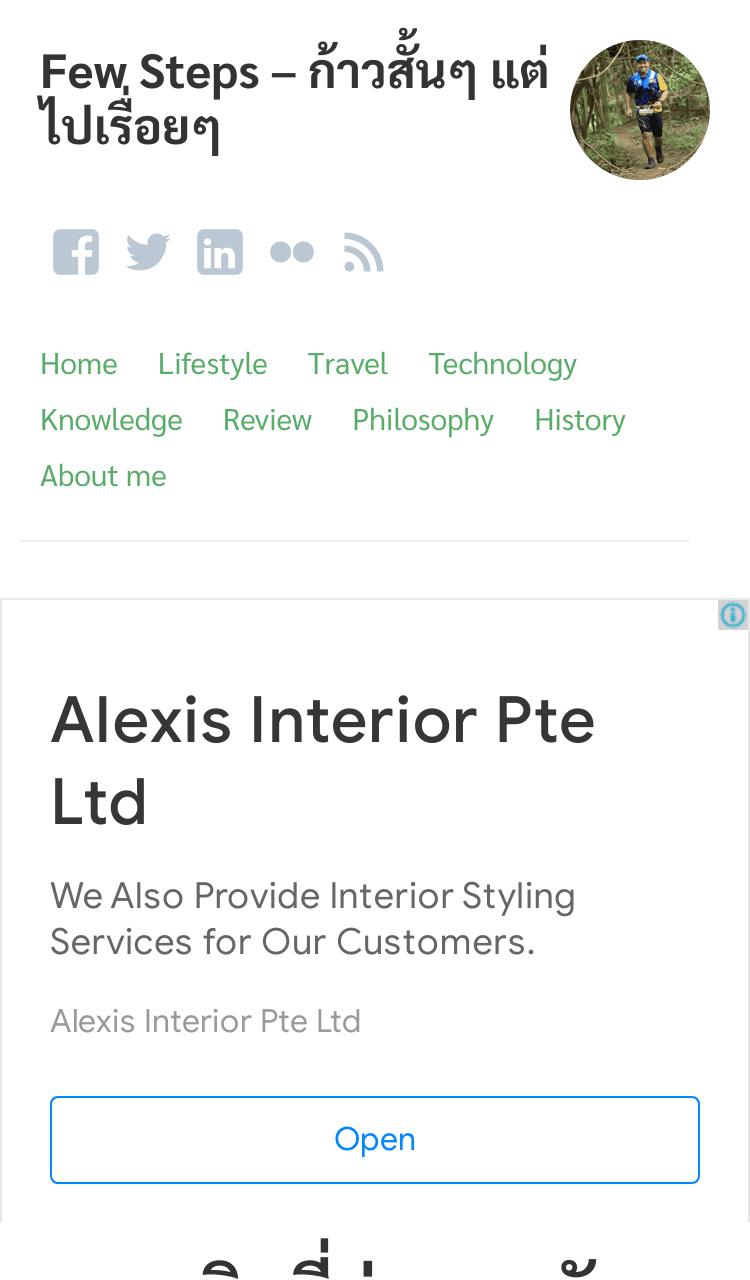 Few Steps – ก้าวสั้นๆ แต่
ไปเรื่อยๆ
Home Lifestyle Travel Technology
Knowledge Review Philosophy History
About me
Alexis Interior Pte
Ltd
We Also Provide Interior Styling
Services for Our Customers.
Alexis Interior Pte Ltd
Open